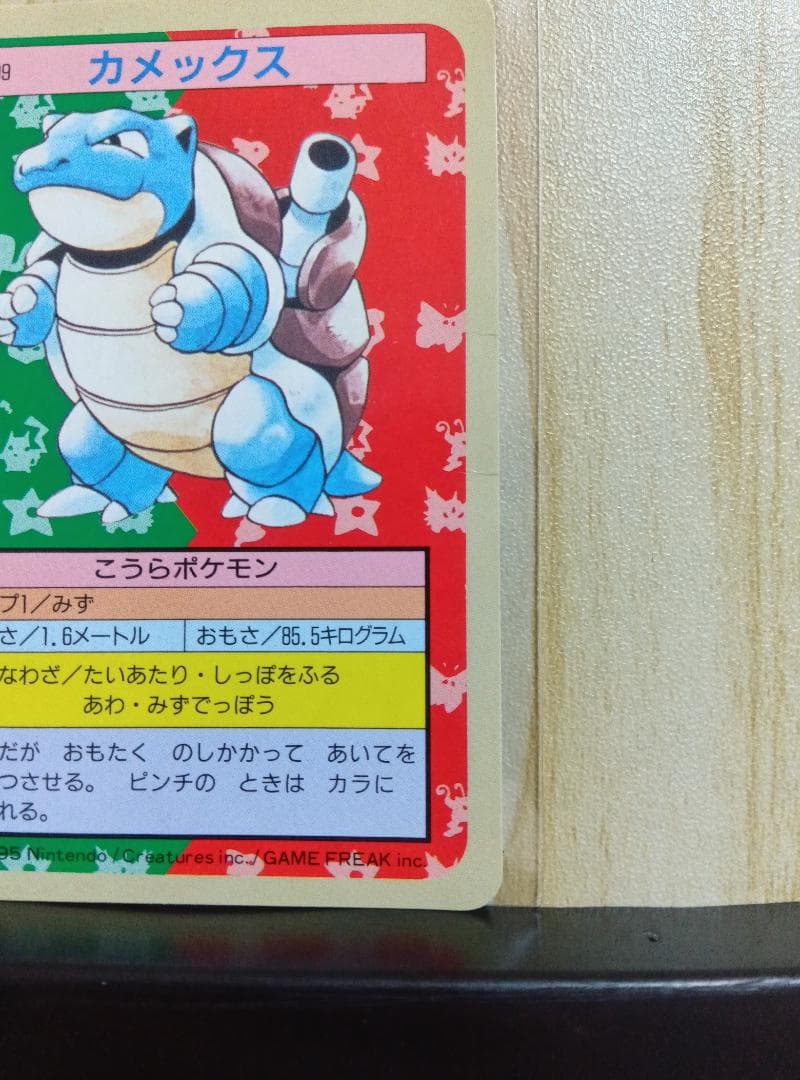 09 カメックス
こうらポケモン
プ1／みず
さ／1.6メートル おもさ／85.5キログラム
なわざ／たいあたり・しっぽをふる
あわ・みずでっぽう
だが おもたく のしかかって あいてを
つさせる。 ピンチの ときは カラに
れる。
95 Nintendo / Creatures inc. / GAME FREAK inc.